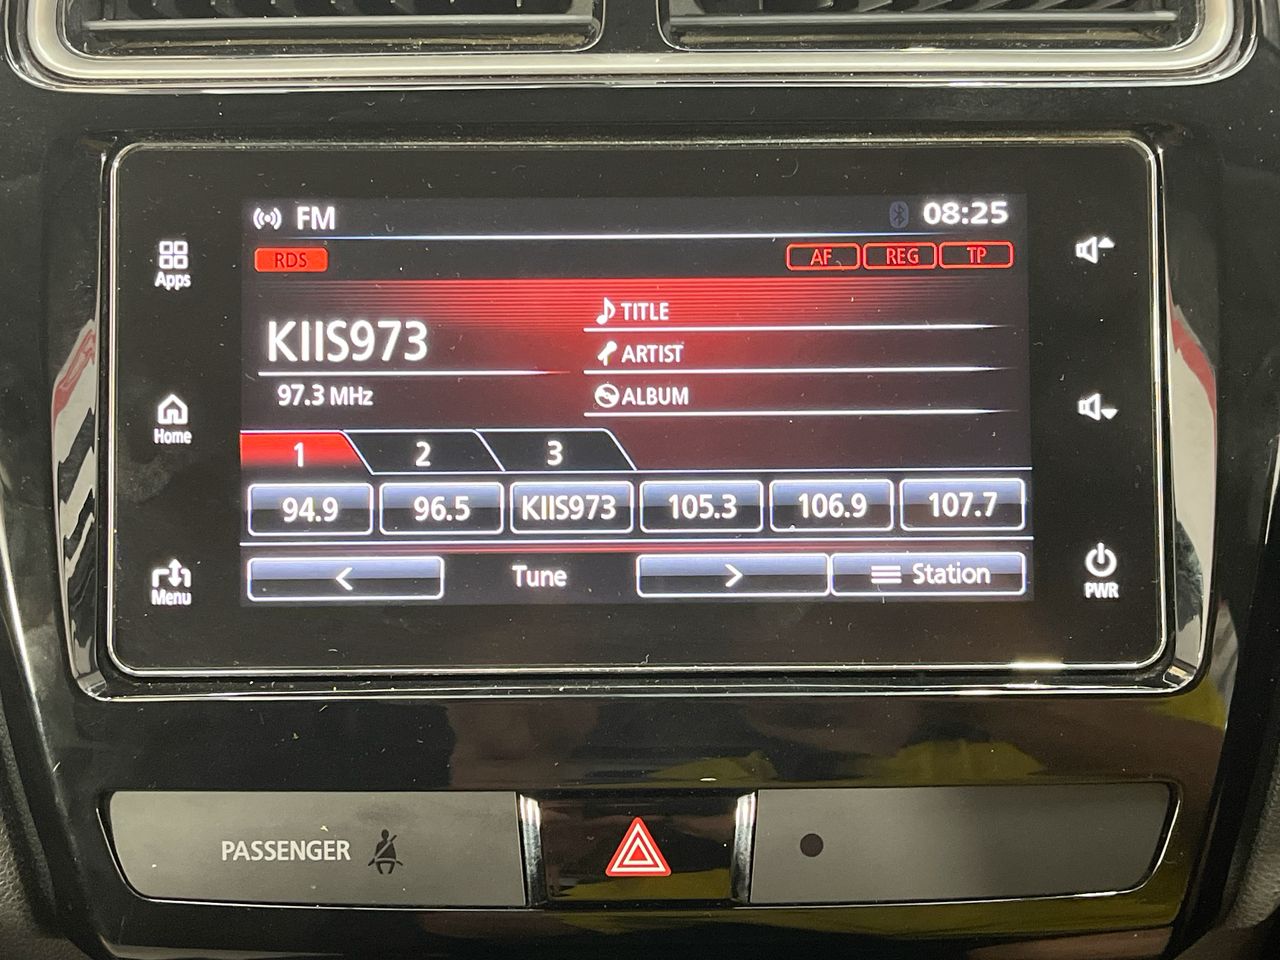 FM 08:25
RDS AF REG TP
Apps
TITLE
KIIS973
ARTIST
97.3 MHz
ALBUM
Home
1 2 3
94.9 96.5 KIIS973 105.3 106.9 107.7
< Tune > Station
Menu
PWR
PASSENGER